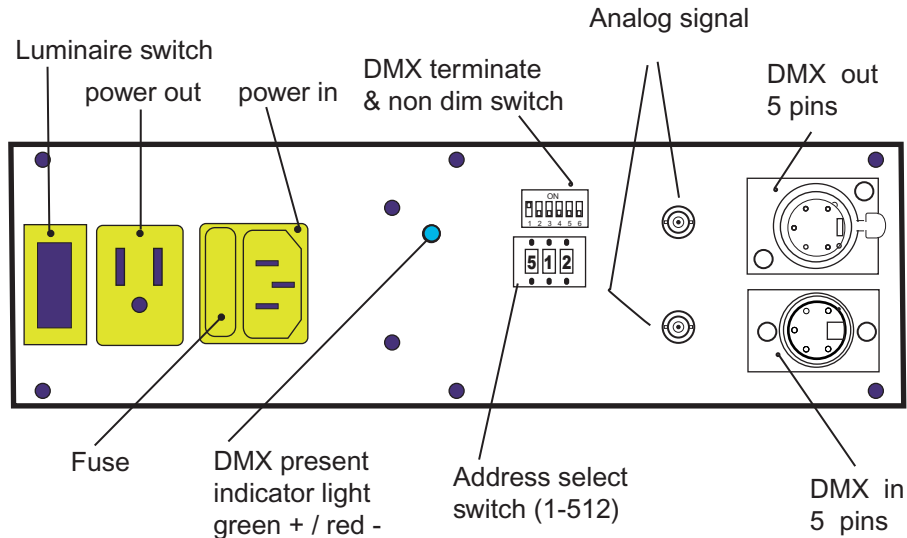 Analog signal
Luminaire switch
DMX terminate
& non dim switch
DMX out
5 pins
power out
power in
ON
1 2 3 4 5 6
5 1 2
Fuse
DMX present
indicator light
green + / red -
Address select
switch (1-512)
DMX in
5 pins